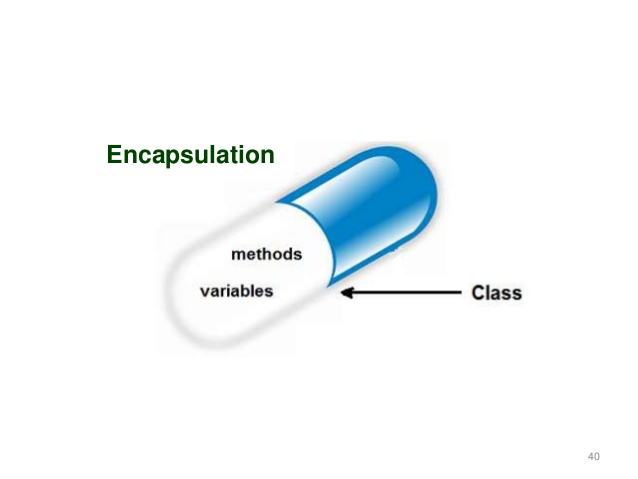 Encapsulation
methods
variables
Class
40